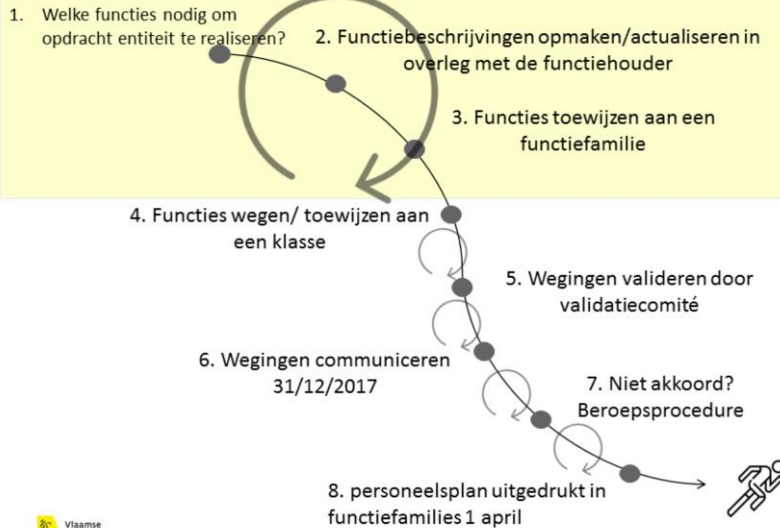 1. Welke functies nodig om
opdracht entiteit te realiseren?
2. Functiebeschrijvingen opmaken/actualiseren in
overleg met de functiehouder
3. Functies toewijzen aan een
functiefamilie
4. Functies wegen/ toewijzen aan
een klasse
5. Wegingen valideren door
validatiecomité
6. Wegingen communiceren
31/12/2017
7. Niet akkoord?
Beroepsprocedure
8. personeelsplan uitgedrukt in
functiefamilies 1 april
Vlaamse